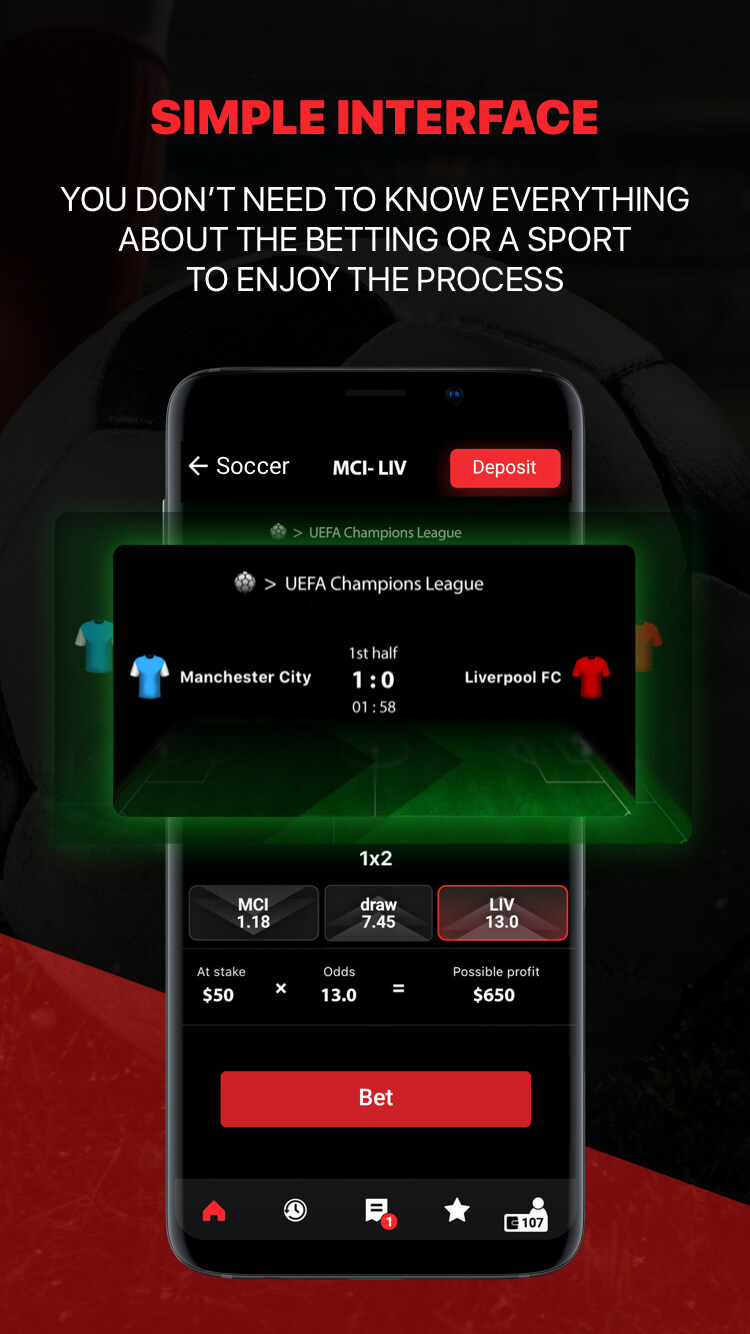 SIMPLE INTERFACE
YOU DON'T NEED TO KNOW EVERYTHING
ABOUT THE BETTING OR A SPORT
TO ENJOY THE PROCESS
← Soccer MCI- LIV Deposit
> UEFA Champions League
> UEFA Champions League
1st half
Manchester City 1 : 0 Liverpool FC
01 : 58
1x2
MCI draw LIV
1.18 7.45 13.0
At stake Odds Possible profit
$50 × 13.0 = $650
Bet
1
107